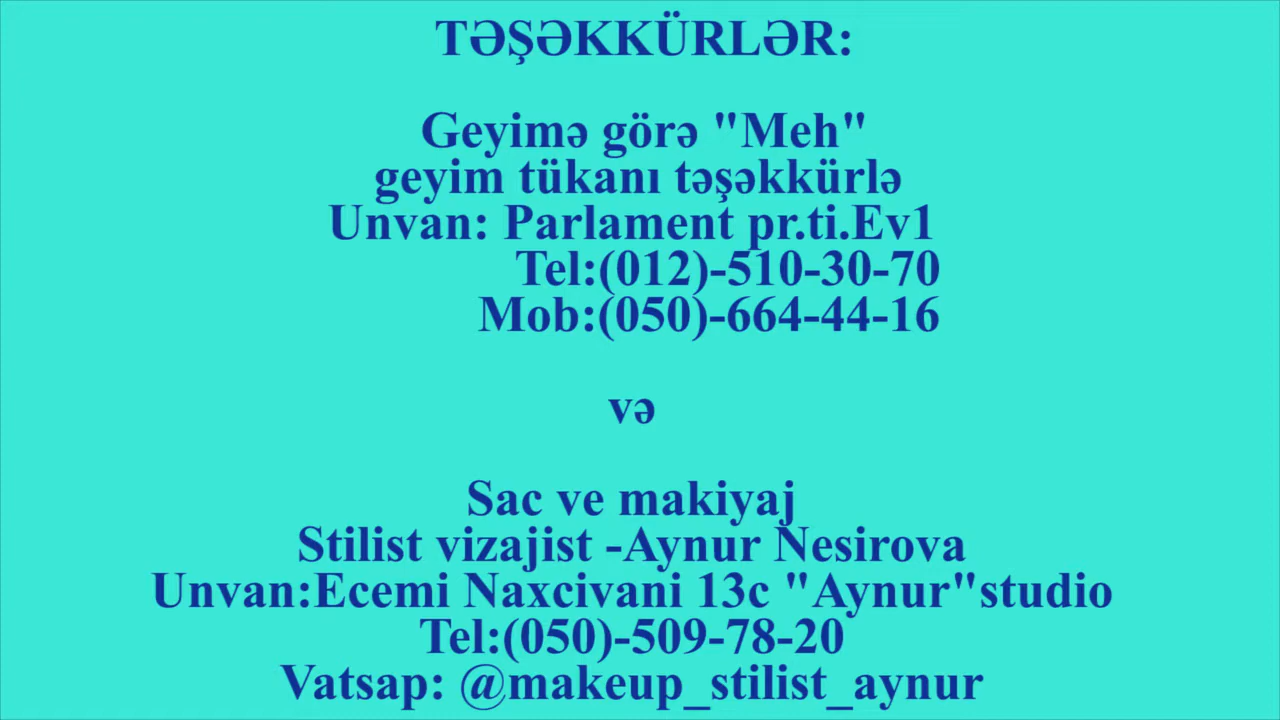 TƏŞƏKKÜRLƏR:
Geyimə görə "Meh"
geyim tükanı təşəkkürlə
Unvan: Parlament pr.ti.Ev1
Tel:(012)-510-30-70
Mob:(050)-664-44-16
və
Sac ve makiyaj
Stilist vizajist -Aynur Nesirova
Unvan:Ecemi Naxcivani 13c "Aynur"studio
Tel:(050)-509-78-20
Vatsap: @makeup_stilist_aynur